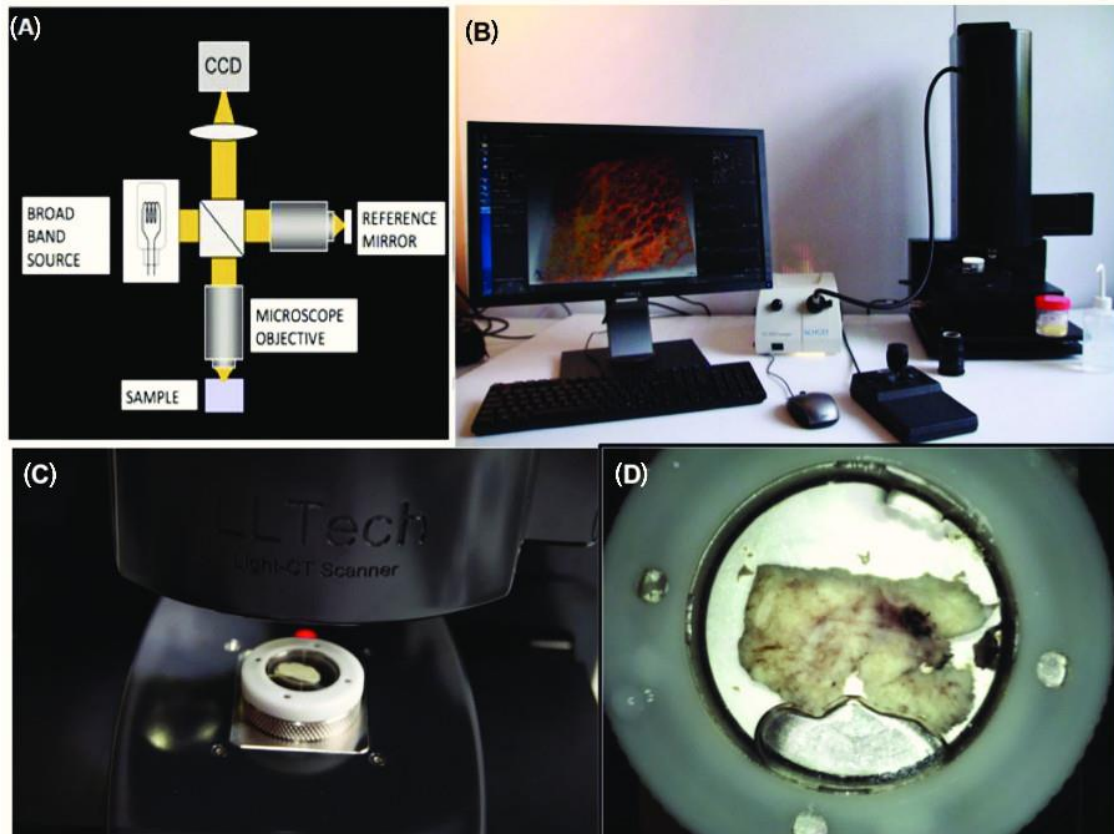 (A)
CCD
BROAD
BAND
SOURCE
REFERENCE
MIRROR
MICROSCOPE
OBJECTIVE
SAMPLE
(B)
(C)
LLTech
Light-CT Scanner
(D)